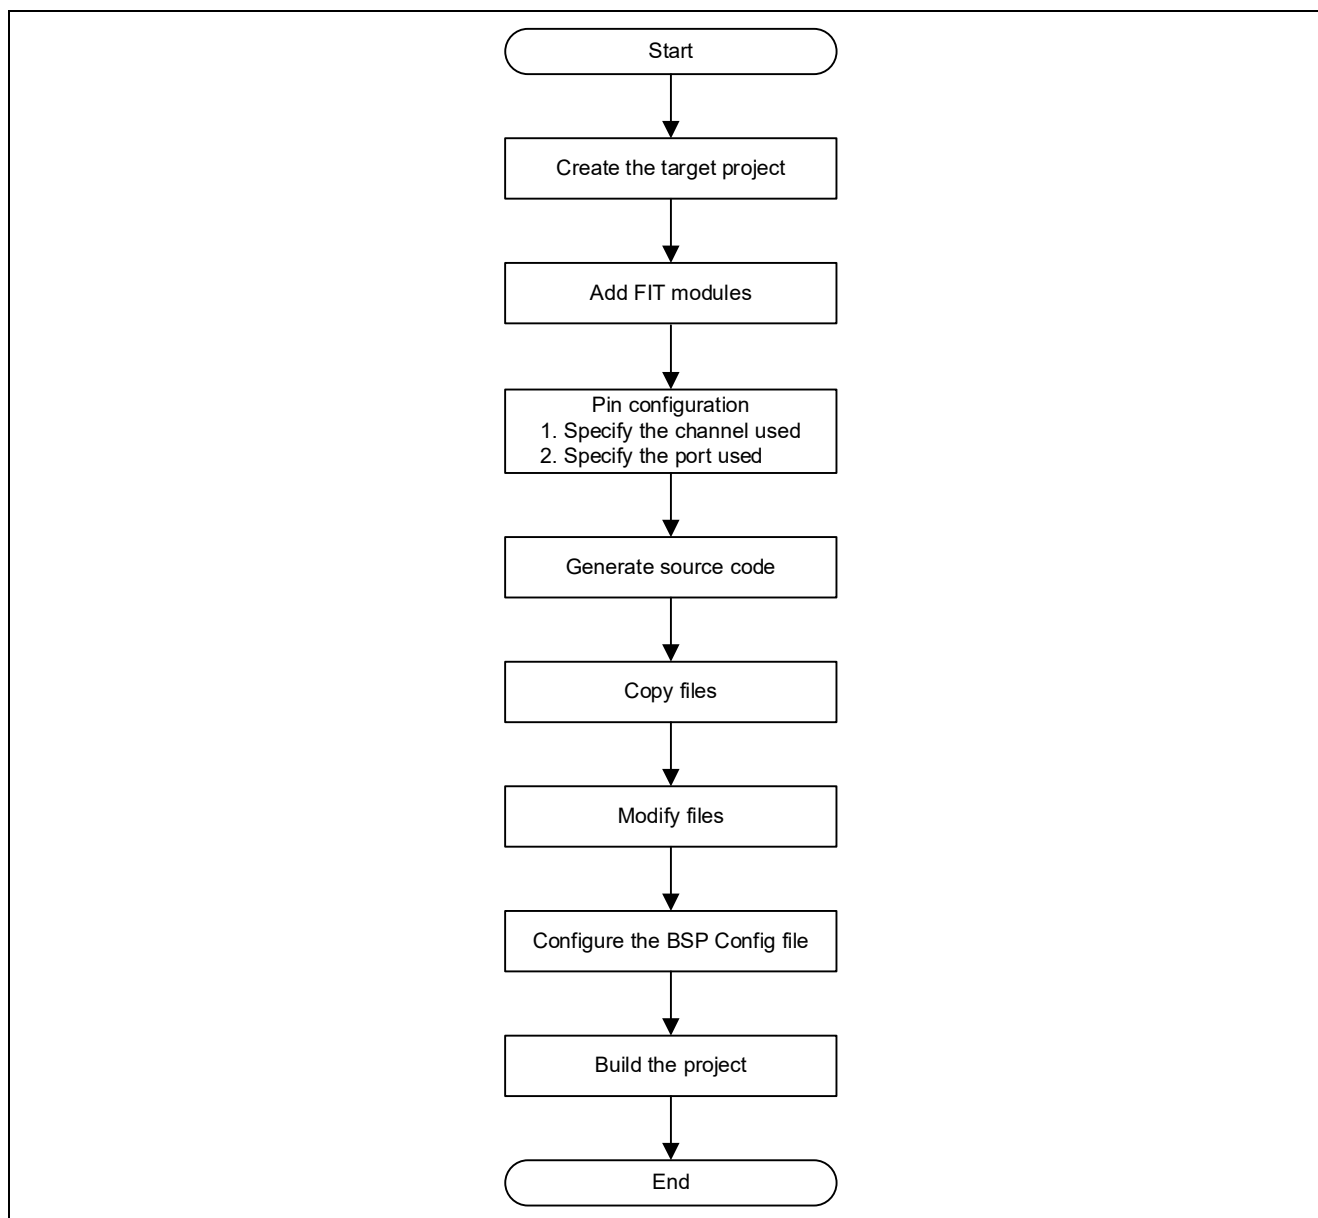 Start
Create the target project
Add FIT modules
Pin configuration
1. Specify the channel used
2. Specify the port used
Generate source code
Copy files
Modify files
Configure the BSP Config file
Build the project
End